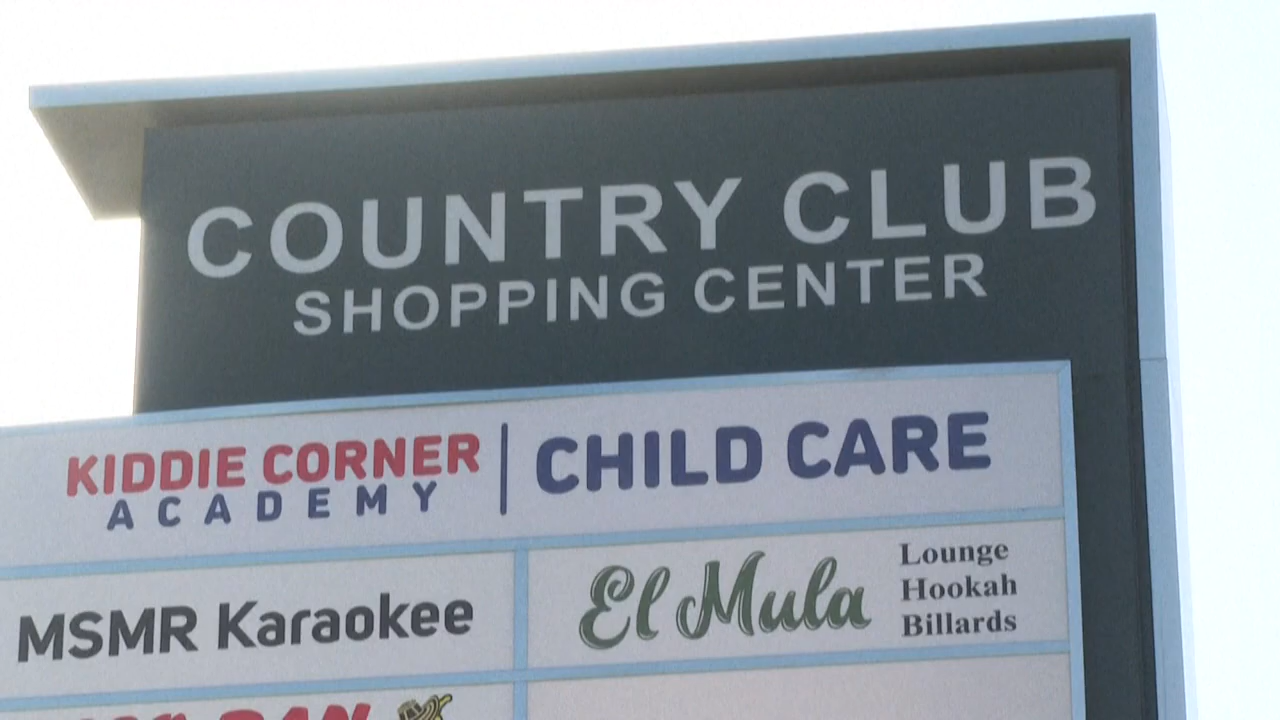 COUNTRY CLUB
SHOPPING CENTER
KIDDIE CORNER
ACADEMY
CHILD CARE
MSMR Karaokee
El Mula
Lounge
Hookah
Billards